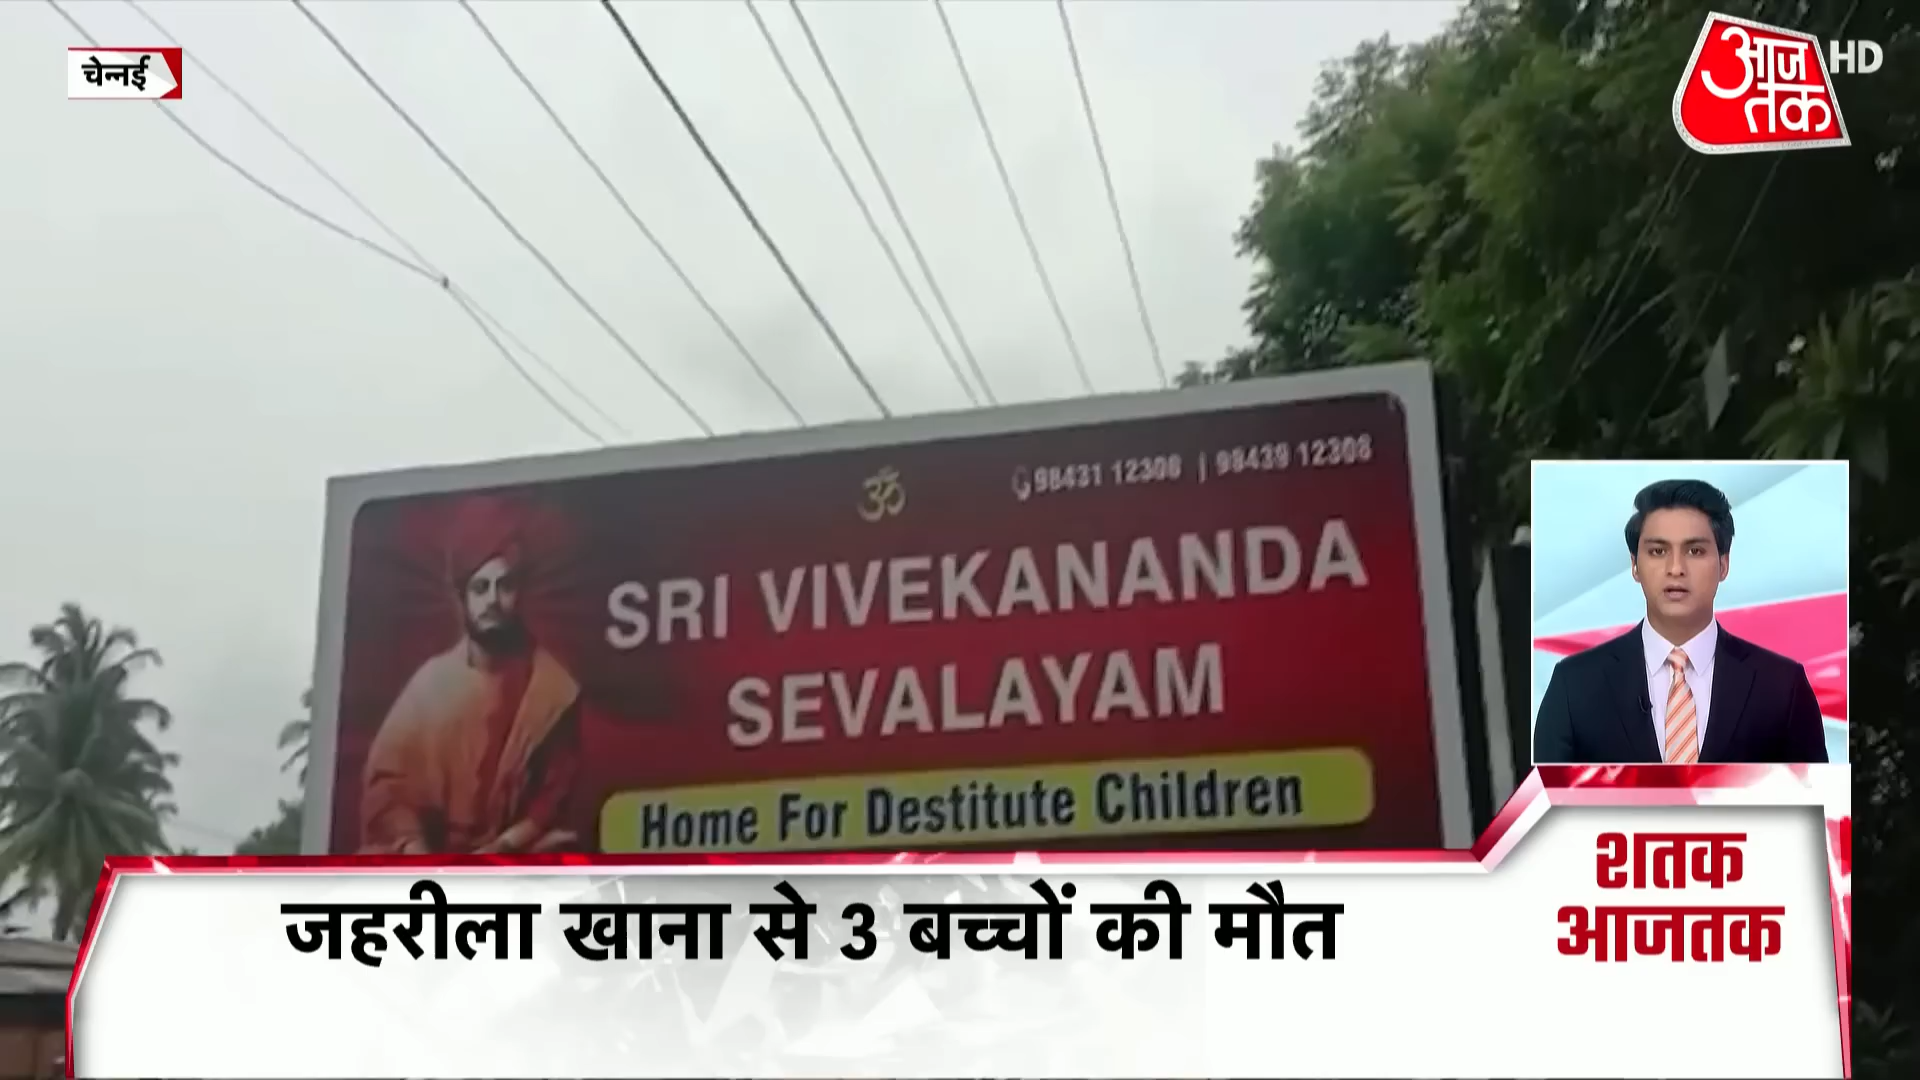 चेन्नई
आज तक HD
ॐ
98431 12308 | 98439 12308
SRI VIVEKANANDA
SEVALAYAM
Home For Destitute Children
जहरीला खाना से 3 बच्चों की मौत
शतक
आजतक